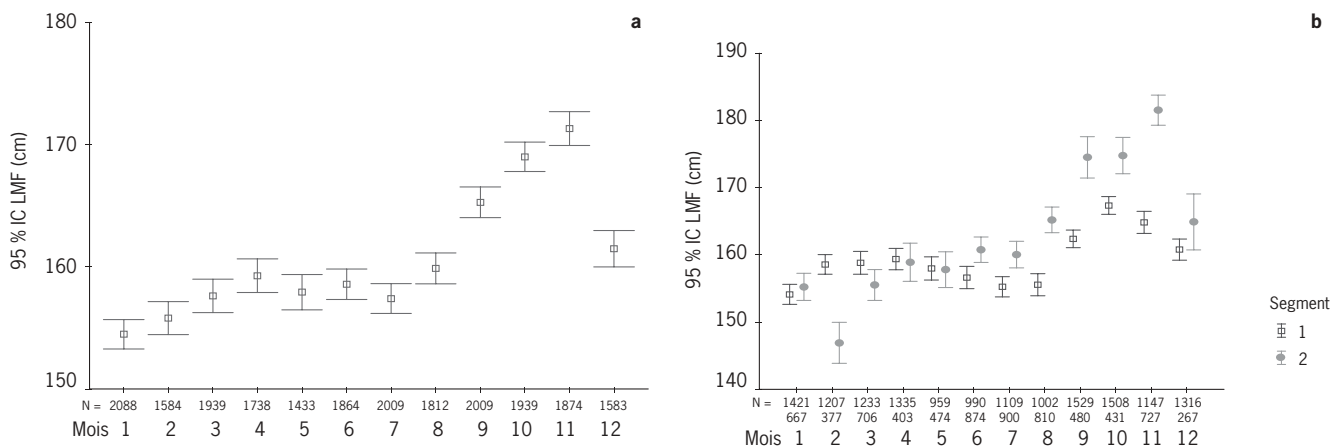 a
180
170
160
150
95 % IC LMF (cm)
N = 2088 1584 1939 1738 1433 1864 2009 1812 2009 1939 1874 1583
Mois 1 2 3 4 5 6 7 8 9 10 11 12
b
190
180
170
160
150
140
95 % IC LMF (cm)
Segment
1
2
N = 1421 1207 1233 1335 959 990 1109 1002 1529 1508 1147 1316
667 377 706 403 474 874 900 810 480 431 727 267
Mois 1 2 3 4 5 6 7 8 9 10 11 12